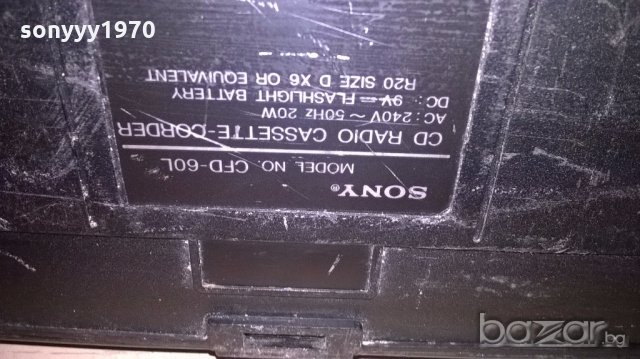 sonyyy1970
SONY®
MODEL NO. CFD-60L
CD RADIO CASSETTE-CORDER
AC: 240V ~ 50Hz 20W
DC: 9V FLASHLIGHT BATTERY
R20 SIZE D X6 OR EQUIVALENT
bazar.bg